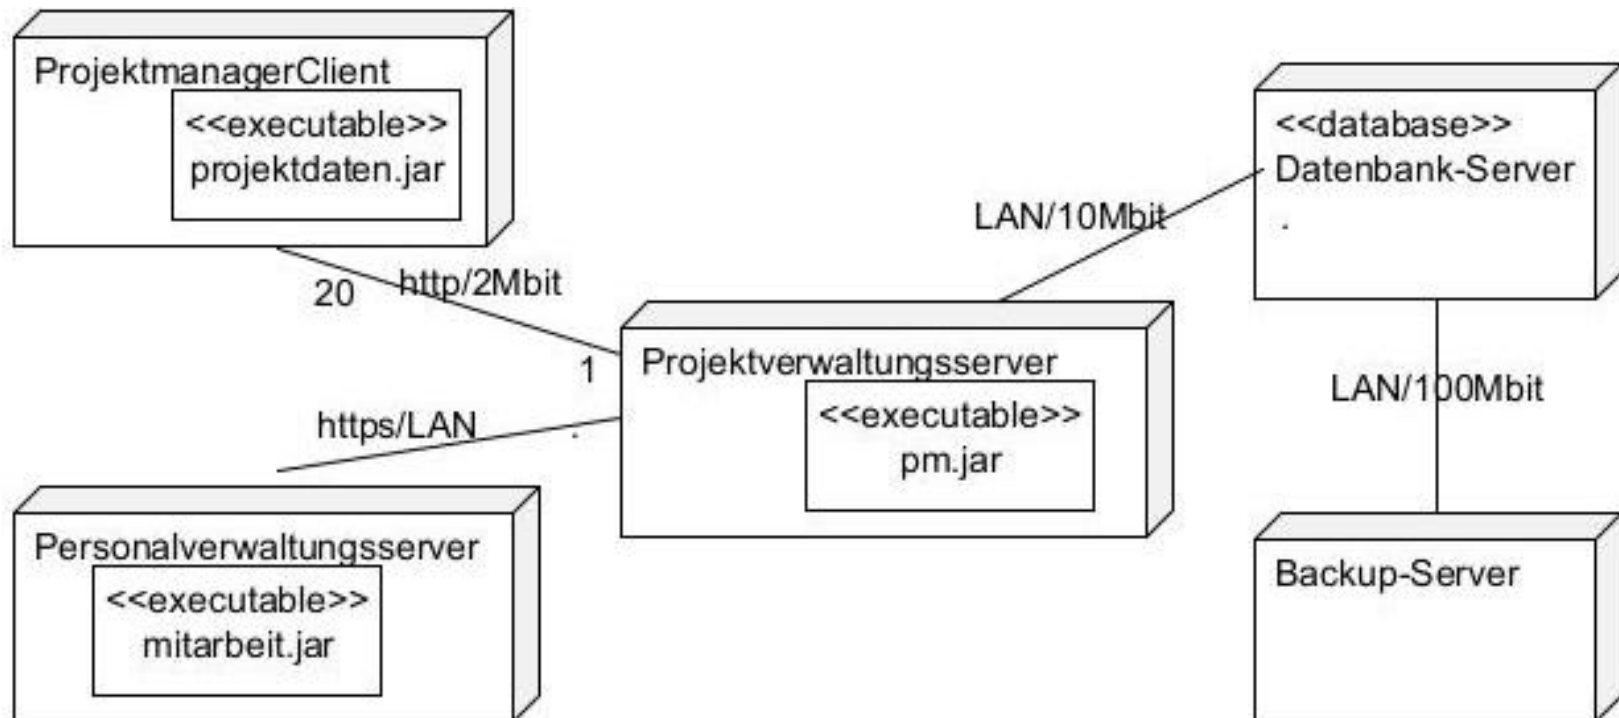 ProjektmanagerClient
<<executable>>
projektdaten.jar
20
http/2Mbit
1
https/LAN
.
Personalverwaltungsserver
<<executable>>
mitarbeit.jar
Projektverwaltungsserver
<<executable>>
pm.jar
LAN/10Mbit
<<database>>
Datenbank-Server
.
LAN/100Mbit
Backup-Server